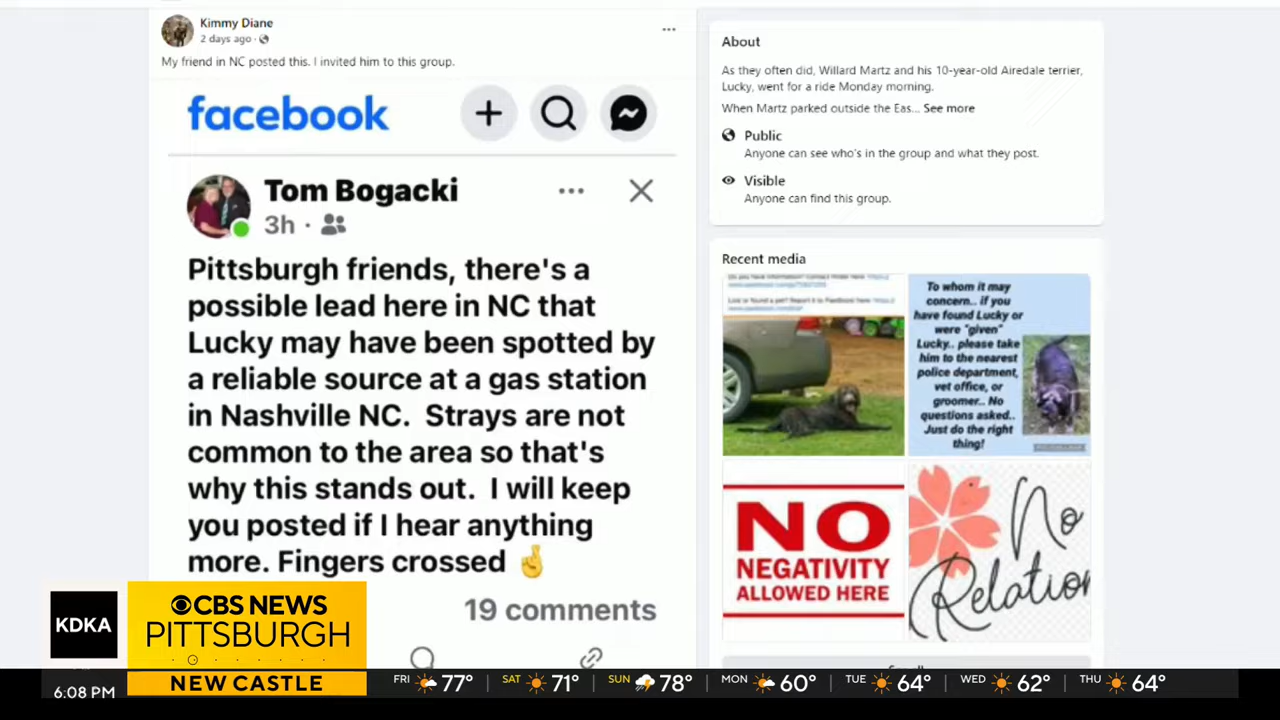 Kimmy Diane
2 days ago ·
My friend in NC posted this. I invited him to this group.
facebook
Tom Bogacki
3h ·
Pittsburgh friends, there's a
possible lead here in NC that
Lucky may have been spotted by
a reliable source at a gas station
in Nashville NC. Strays are not
common to the area so that's
why this stands out. I will keep
you posted if I hear anything
more. Fingers crossed 🤞
19 comments
About
As they often did, Willard Martz and his 10-year-old Airedale terrier,
Lucky, went for a ride Monday morning.
When Martz parked outside the Eas... See more
Public
Anyone can see who's in the group and what they post.
Visible
Anyone can find this group.
Recent media
To whom it may
concern.. if you
have found Lucky or
were "given"
Lucky.. please take
him to the nearest
police department,
vet office, or
groomer.. No
questions asked..
Just do the right
thing!
NO
NEGATIVITY
ALLOWED HERE
No
Relation
KDKA
CBS NEWS
PITTSBURGH
NEW CASTLE
6:08 PM
FRI 77° SAT 71° SUN 78° MON 60° TUE 64° WED 62° THU 64°